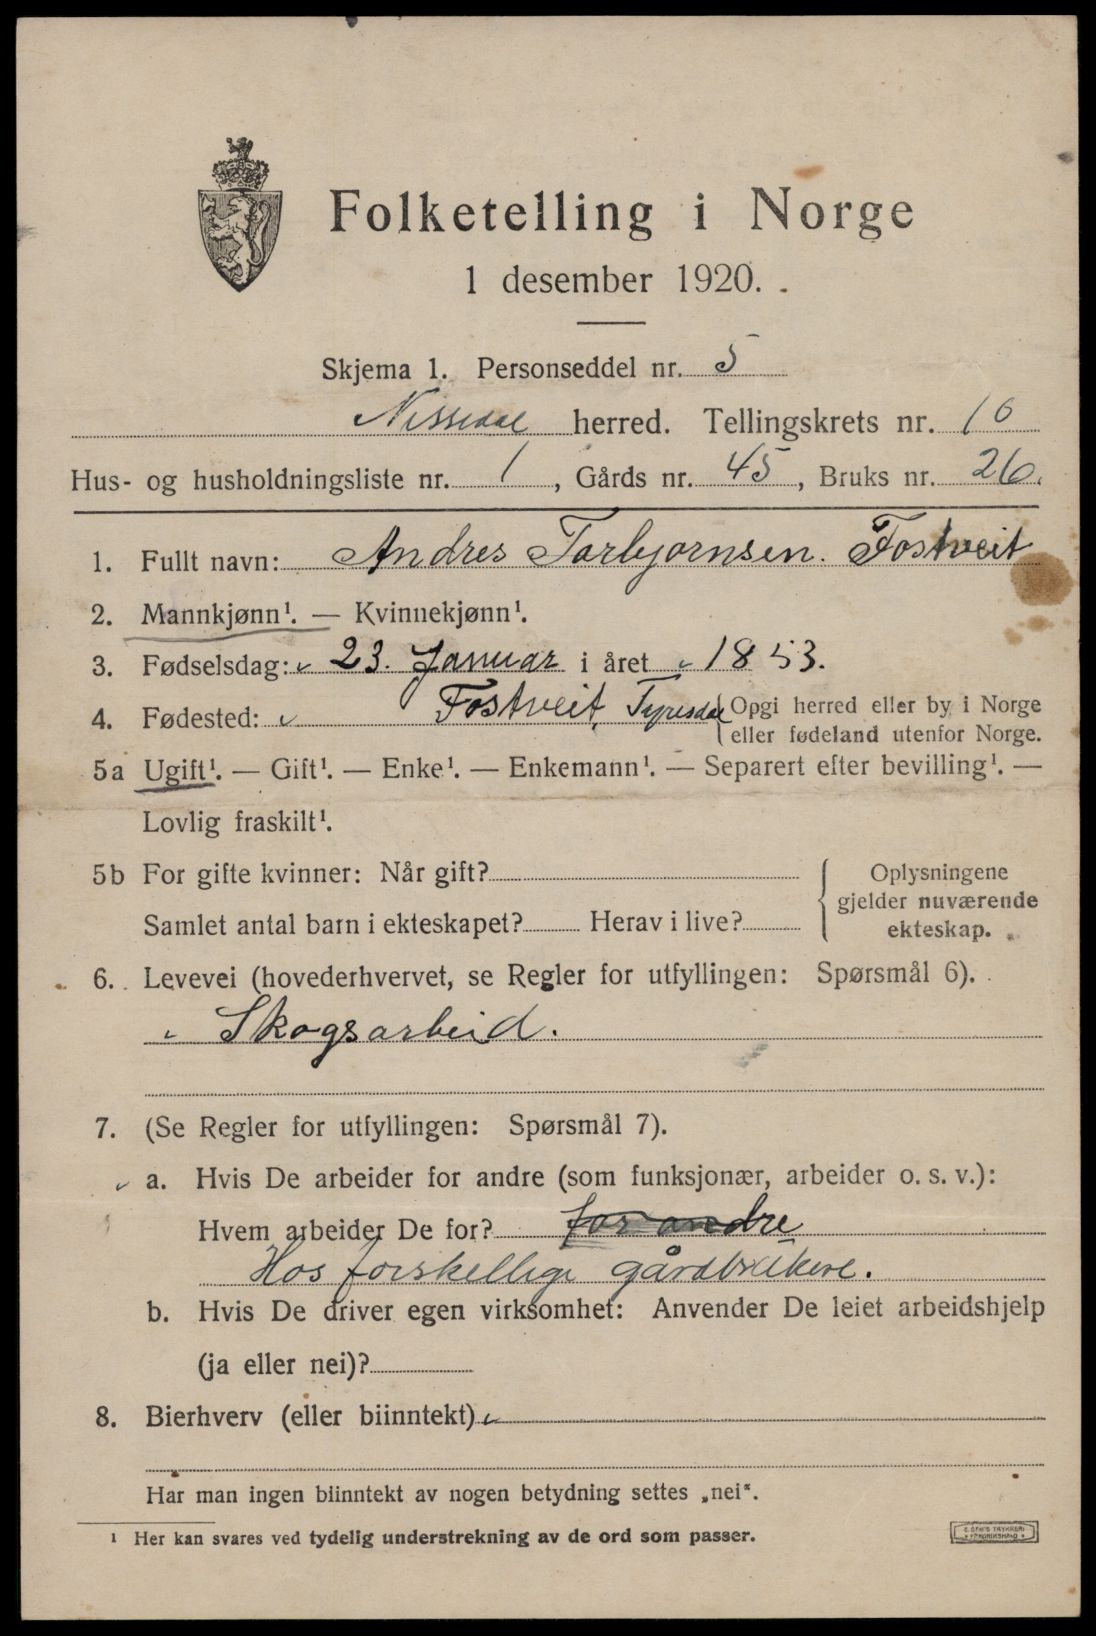 Folketelling i Norge
1 desember 1920.
Skjema 1. Personseddel nr. 5
Nissedal herred. Tellingskrets nr. 10
Hus- og husholdningsliste nr. 1, Gårds nr. 45, Bruks nr. 26.
1. Fullt navn: Andres Torbjørnsen. Fostveit
2. Mannkjønn¹. — Kvinnekjønn¹.
3. Fødselsdag: 23. Januar i året 1853.
4. Fødested: Fostveit, Tyrisdal Opgi herred eller by i Norge
eller fødeland utenfor Norge.
5a Ugift¹. — Gift¹. — Enke¹. — Enkemann¹. — Separert efter bevilling¹. —
Lovlig fraskilt¹.
5b For gifte kvinner: Når gift?
Samlet antal barn i ekteskapet? Herav i live?
Oplysningene
gjelder nuværende
ekteskap.
6. Levevei (hovederhvervet, se Regler for utfyllingen: Spørsmål 6).
Skogsarbeid.
7. (Se Regler for utfyllingen: Spørsmål 7).
a. Hvis De arbeider for andre (som funksjonær, arbeider o. s. v.):
Hvem arbeider De for? for andre
Hos forskellige gårdbrukere.
b. Hvis De driver egen virksomhet: Anvender De leiet arbeidshjelp
(ja eller nei)?
8. Bierhverv (eller biinntekt)
Har man ingen biinntekt av nogen betydning settes „nei“.
¹ Her kan svares ved tydelig understrekning av de ord som passer.